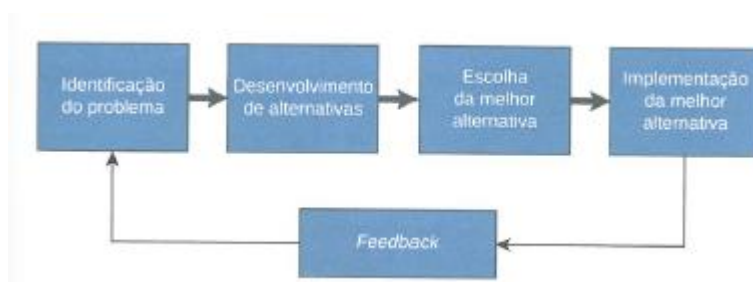 Identificação
do problema
Desenvolvimento
de alternativas
Escolha
da melhor
alternativa
Implementação
da melhor
alternativa
Feedback